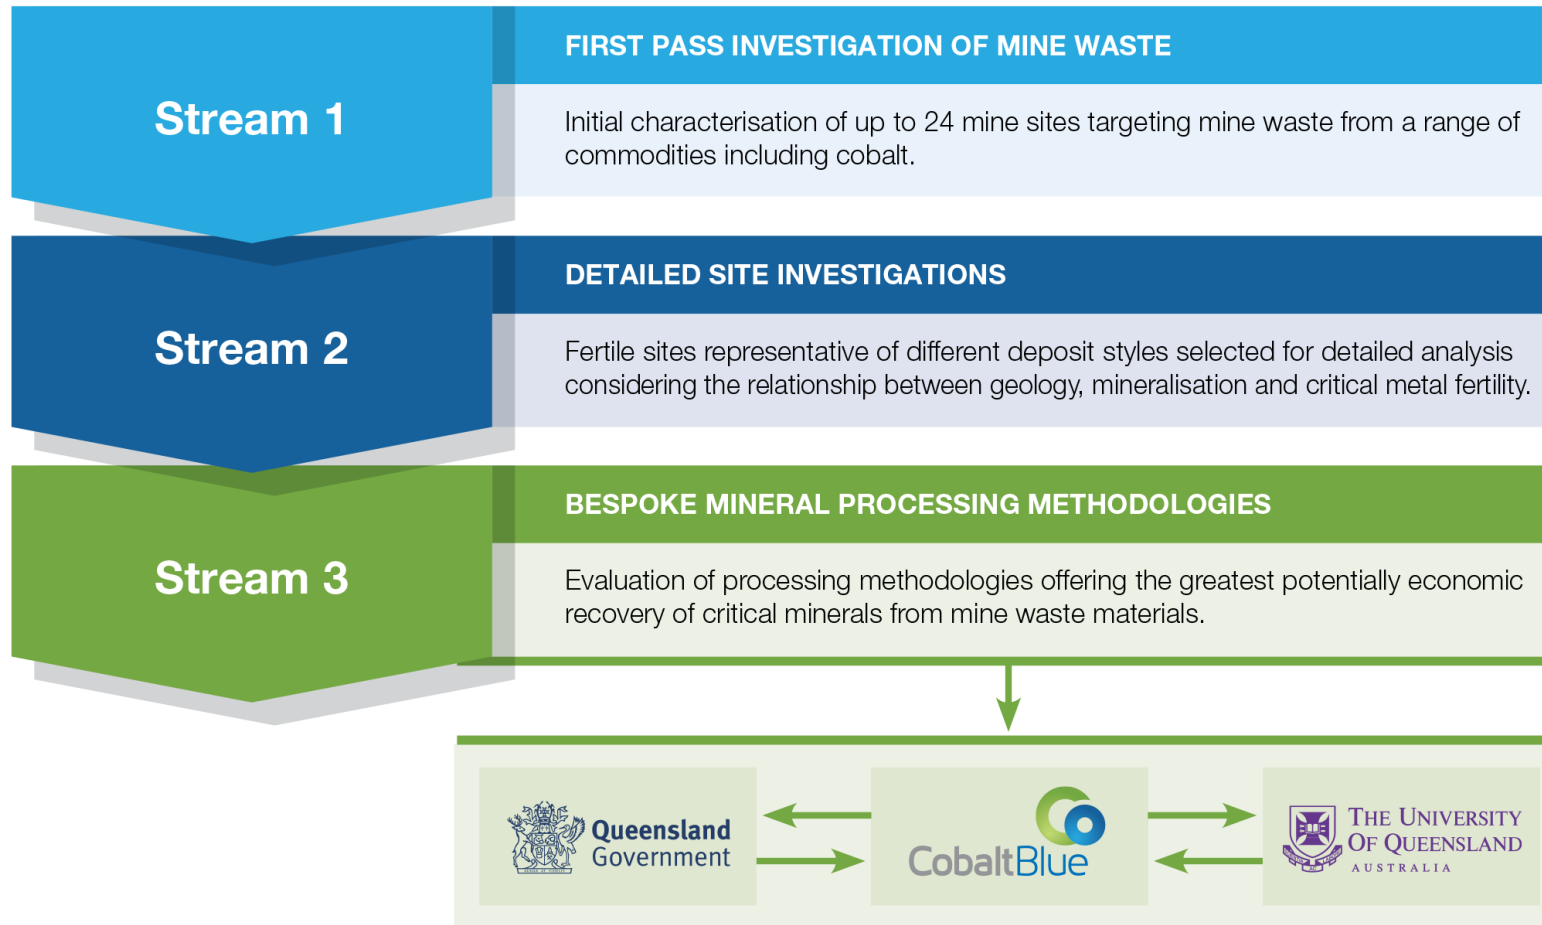 Stream 1
FIRST PASS INVESTIGATION OF MINE WASTE
Initial characterisation of up to 24 mine sites targeting mine waste from a range of
commodities including cobalt.
Stream 2
DETAILED SITE INVESTIGATIONS
Fertile sites representative of different deposit styles selected for detailed analysis
considering the relationship between geology, mineralisation and critical metal fertility.
Stream 3
BESPOKE MINERAL PROCESSING METHODOLOGIES
Evaluation of processing methodologies offering the greatest potentially economic
recovery of critical minerals from mine waste materials.
Queensland
Government
CobaltBlue
THE UNIVERSITY
OF QUEENSLAND
AUSTRALIA